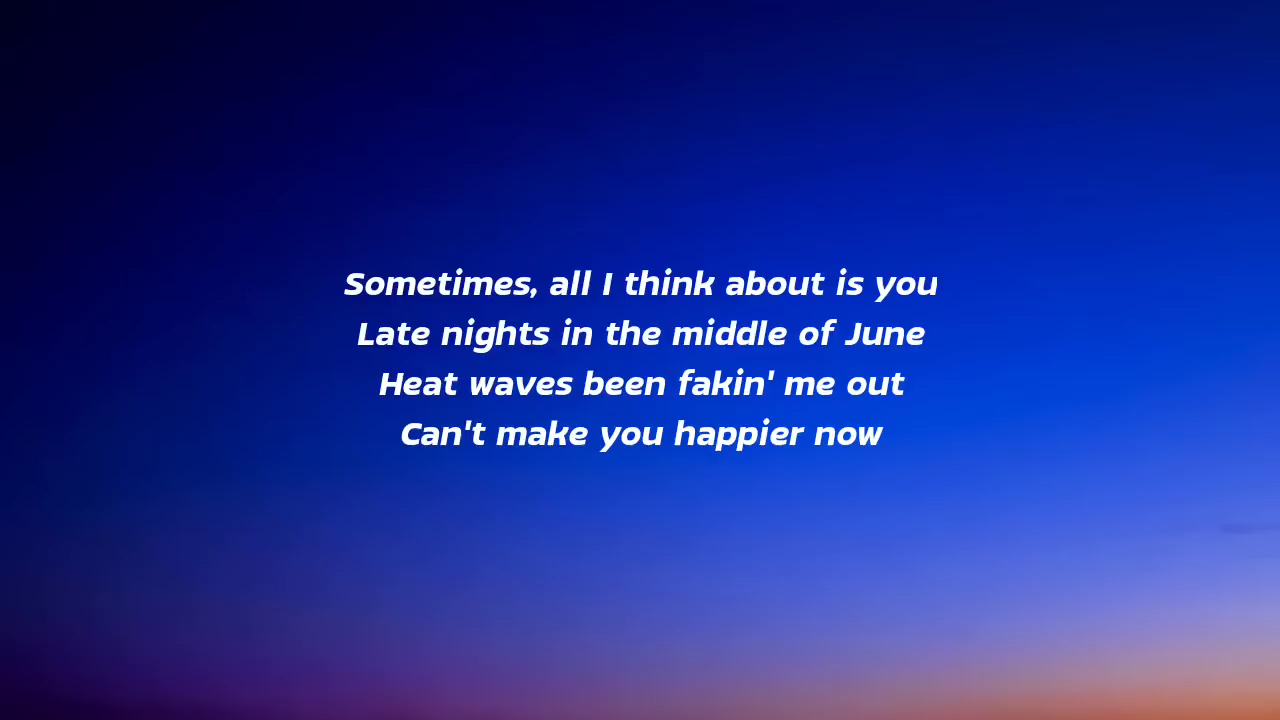 Sometimes, all I think about is you
Late nights in the middle of June
Heat waves been fakin' me out
Can't make you happier now